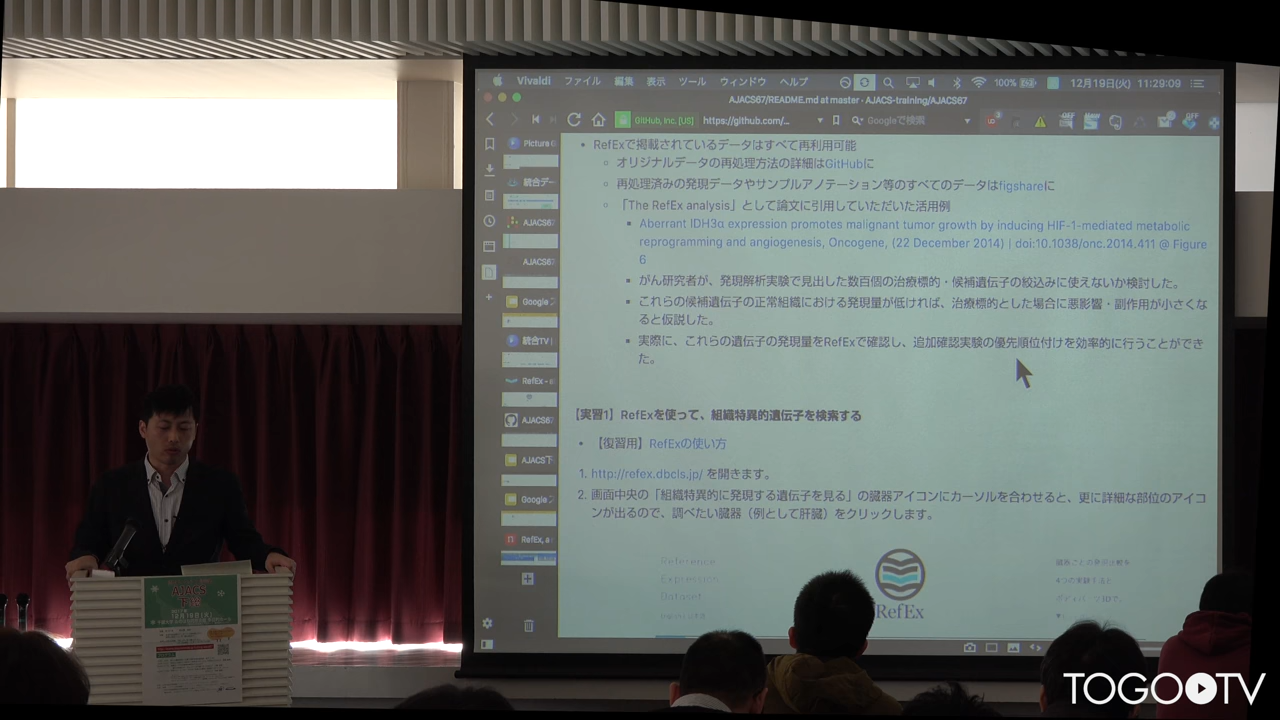 Vivaldi ファイル 編集 表示 ツール ウィンドウ ヘルプ 100% 12月19日(火) 11:29:09
AJACS67/README.md at master · AJACS-training/AJACS67
GitHub, Inc. [US] https://github.com/... Googleで検索
Picture G
統合デー
AJACS67
AJACS67
Google
統合TV |
RefEx -
AJACS67
AJACS下
Google
RefEx, a
• RefExで掲載されているデータはすべて再利用可能
オリジナルデータの再処理方法の詳細はGitHubに
再処理済みの発現データやサンプルアノテーション等のすべてのデータはfigshareに
「The RefEx analysis」として論文に引用していただいた活用例
Aberrant IDH3α expression promotes malignant tumor growth by inducing HIF-1-mediated metabolic
reprogramming and angiogenesis, Oncogene, (22 December 2014) | doi:10.1038/onc.2014.411 @ Figure
6
がん研究者が、発現解析実験で見出した数百個の治療標的・候補遺伝子の絞込みに使えないか検討した。
これらの候補遺伝子の正常組織における発現量が低ければ、治療標的とした場合に悪影響・副作用が小さくな
ると仮説した。
実際に、これらの遺伝子の発現量をRefExで確認し、追加確認実験の優先順位付けを効率的に行うことができ
た。
【実習1】RefExを使って、組織特異的遺伝子を検索する
• 【復習用】RefExの使い方
1. http://refex.dbcls.jp/ を開きます。
2. 画面中央の「組織特異的に発現する遺伝子を見る」の臓器アイコンにカーソルを合わせると、更に詳細な部位のアイコ
ンが出るので、調べたい臓器（例として肝臓）をクリックします。
Reference
Expression
Dataset
RefEx
AJACS
TOGOTV